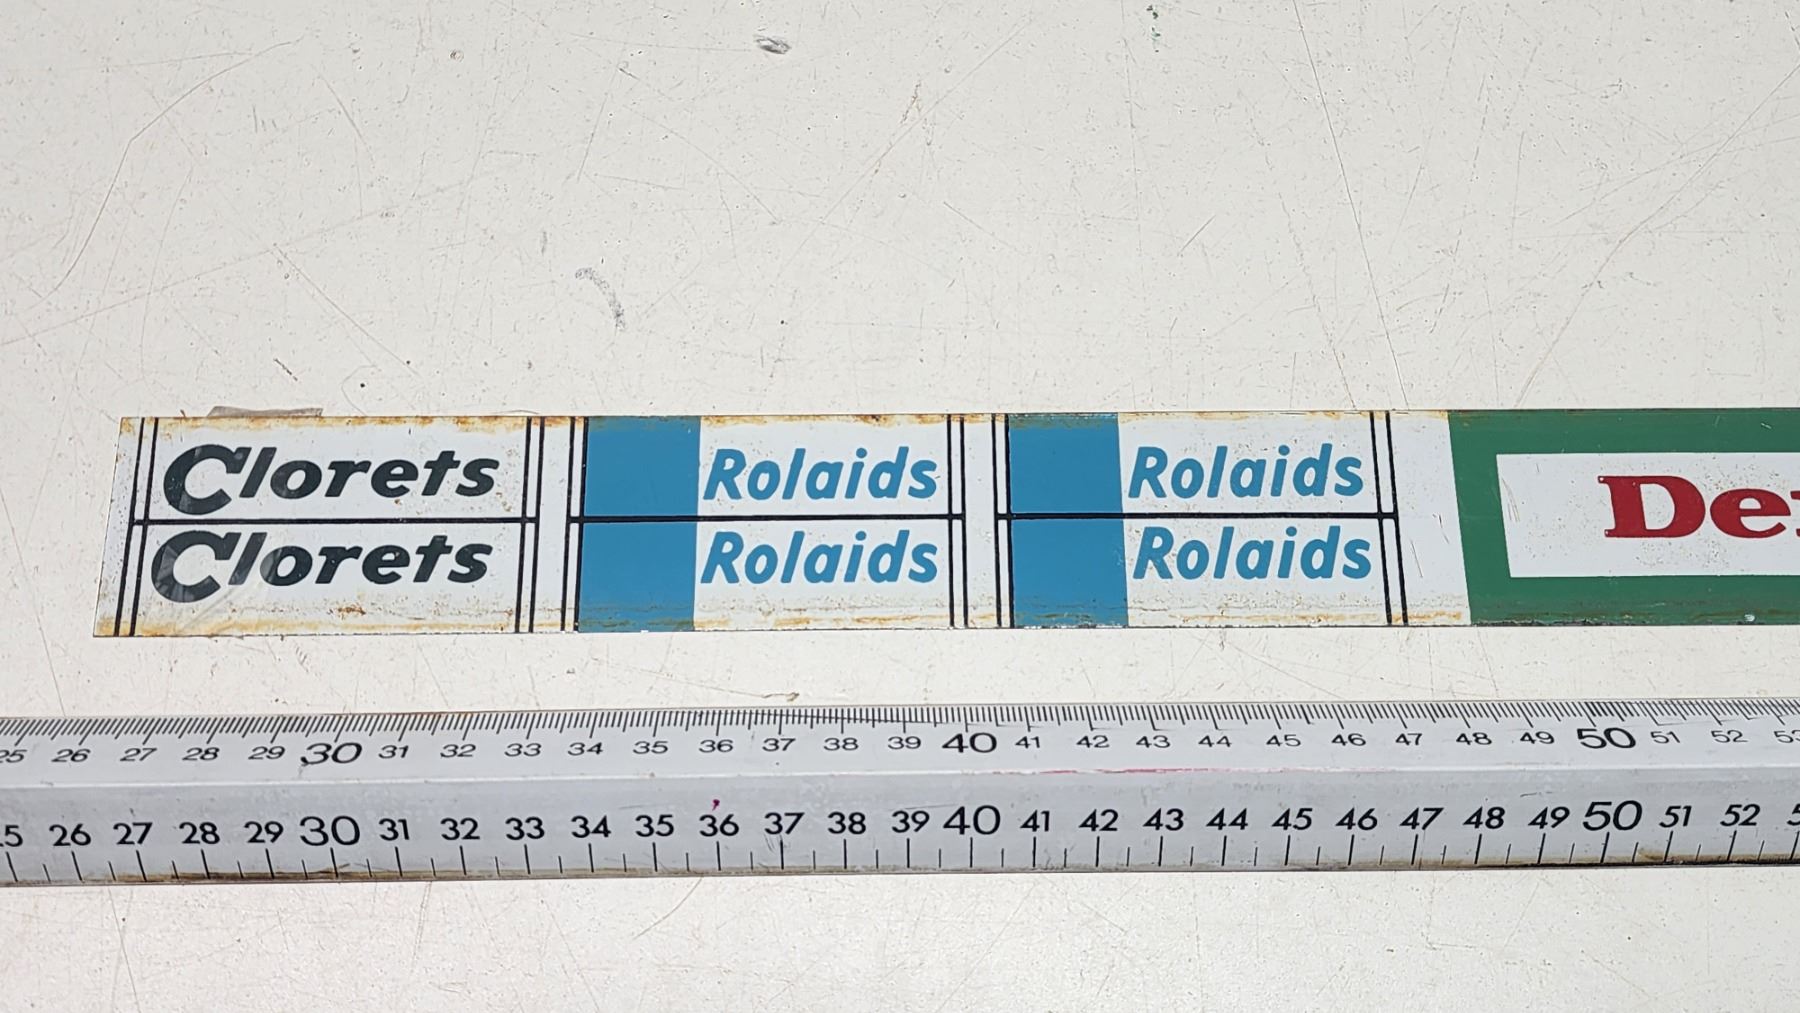 Clorets Rolaids Rolaids
Clorets Rolaids Rolaids
De
25 26 27 28 29 30 31 32 33 34 35 36 37 38 39 40 41 42 43 44 45 46 47 48 49 50 51 52 53
26 27 28 29 30 31 32 33 34 35 36 37 38 39 40 41 42 43 44 45 46 47 48 49 50 51 52